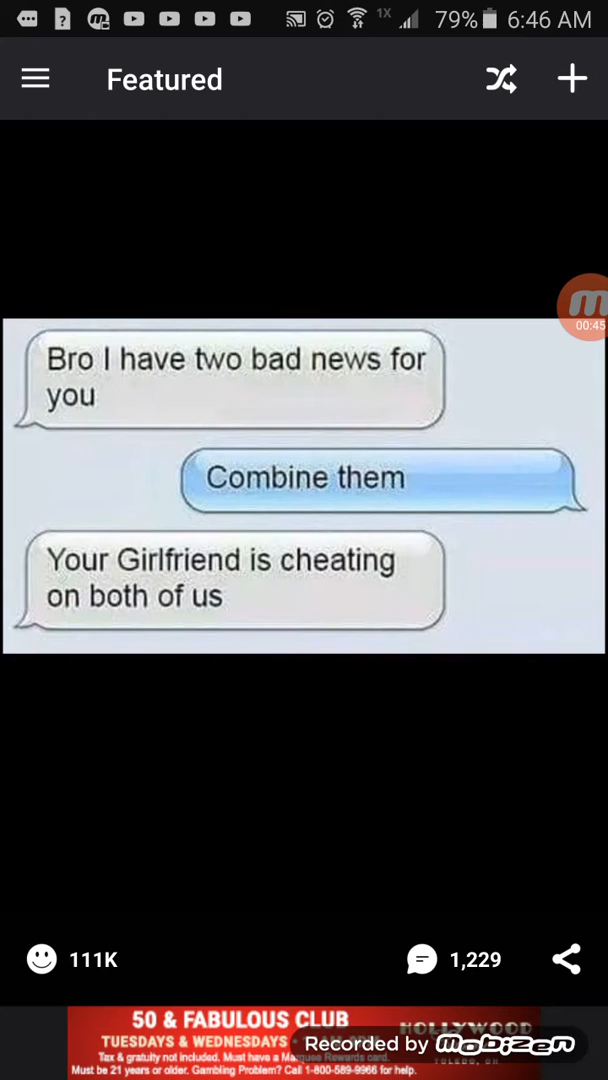 1X 79% 6:46 AM
Featured
00:45
Bro I have two bad news for
you
Combine them
Your Girlfriend is cheating
on both of us
111K 1,229
50 & FABULOUS CLUB
TUESDAYS & WEDNESDAYS
HOLLYWOOD
Recorded by mobizen
Tax & gratuity not included. Must have a Marquee Rewards card.
TOLEDO, OH
Must be 21 years or older. Gambling Problem? Call 1-800-589-9966 for help.